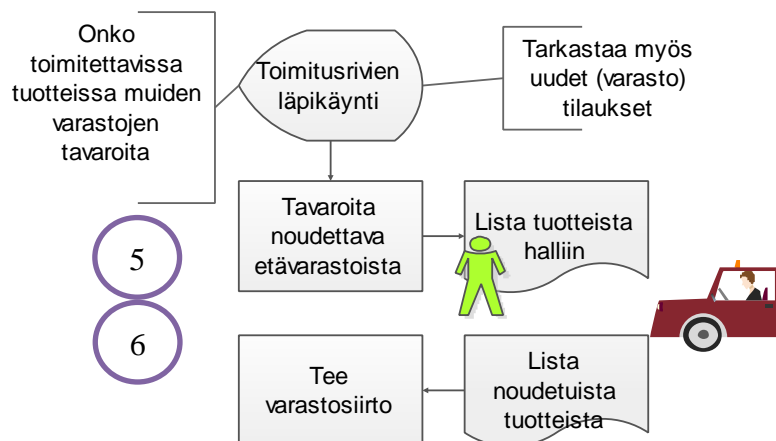 Onko
toimitettavissa
tuotteissa muiden
varastojen
tavaroita
Toimitusrivien
läpikäynti
Tarkastaa myös
uudet (varasto)
tilaukset
Tavaroita
noudettava
etävarastoista
Lista tuotteista
halliin
5
6
Tee
varastosiirto
Lista
noudetuista
tuotteista